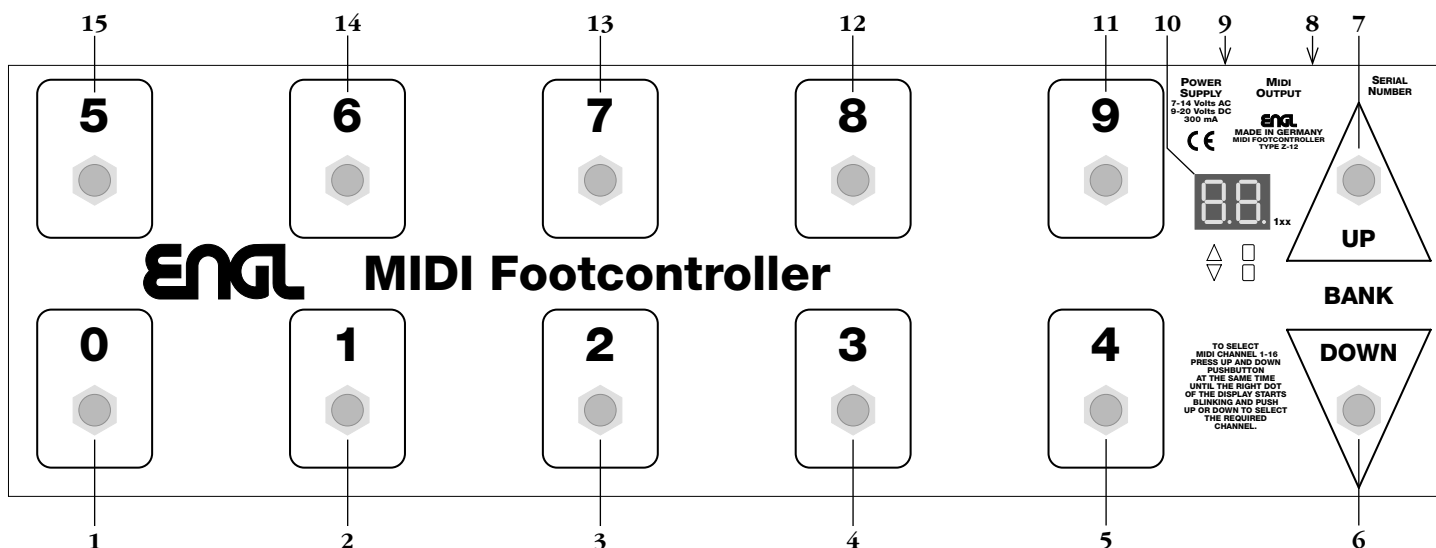 15 14 13 12 11 10 9 8 7
5 6 7 8 9
POWER
SUPPLY
7-14 Volts AC
9-20 Volts DC
300 mA
CE
MIDI
OUTPUT
ENGL
MADE IN GERMANY
MIDI FOOTCONTROLLER
TYPE Z-12
SERIAL
NUMBER
88.
1xx
UP
ENGL MIDI Footcontroller
BANK
0 1 2 3 4
TO SELECT
MIDI CHANNEL 1-16
PRESS UP AND DOWN
PUSHBUTTON
AT THE SAME TIME
UNTIL THE RIGHT DOT
OF THE DISPLAY STARTS
BLINKING AND PUSH
UP OR DOWN TO SELECT
THE REQUIRED
CHANNEL.
DOWN
1 2 3 4 5 6